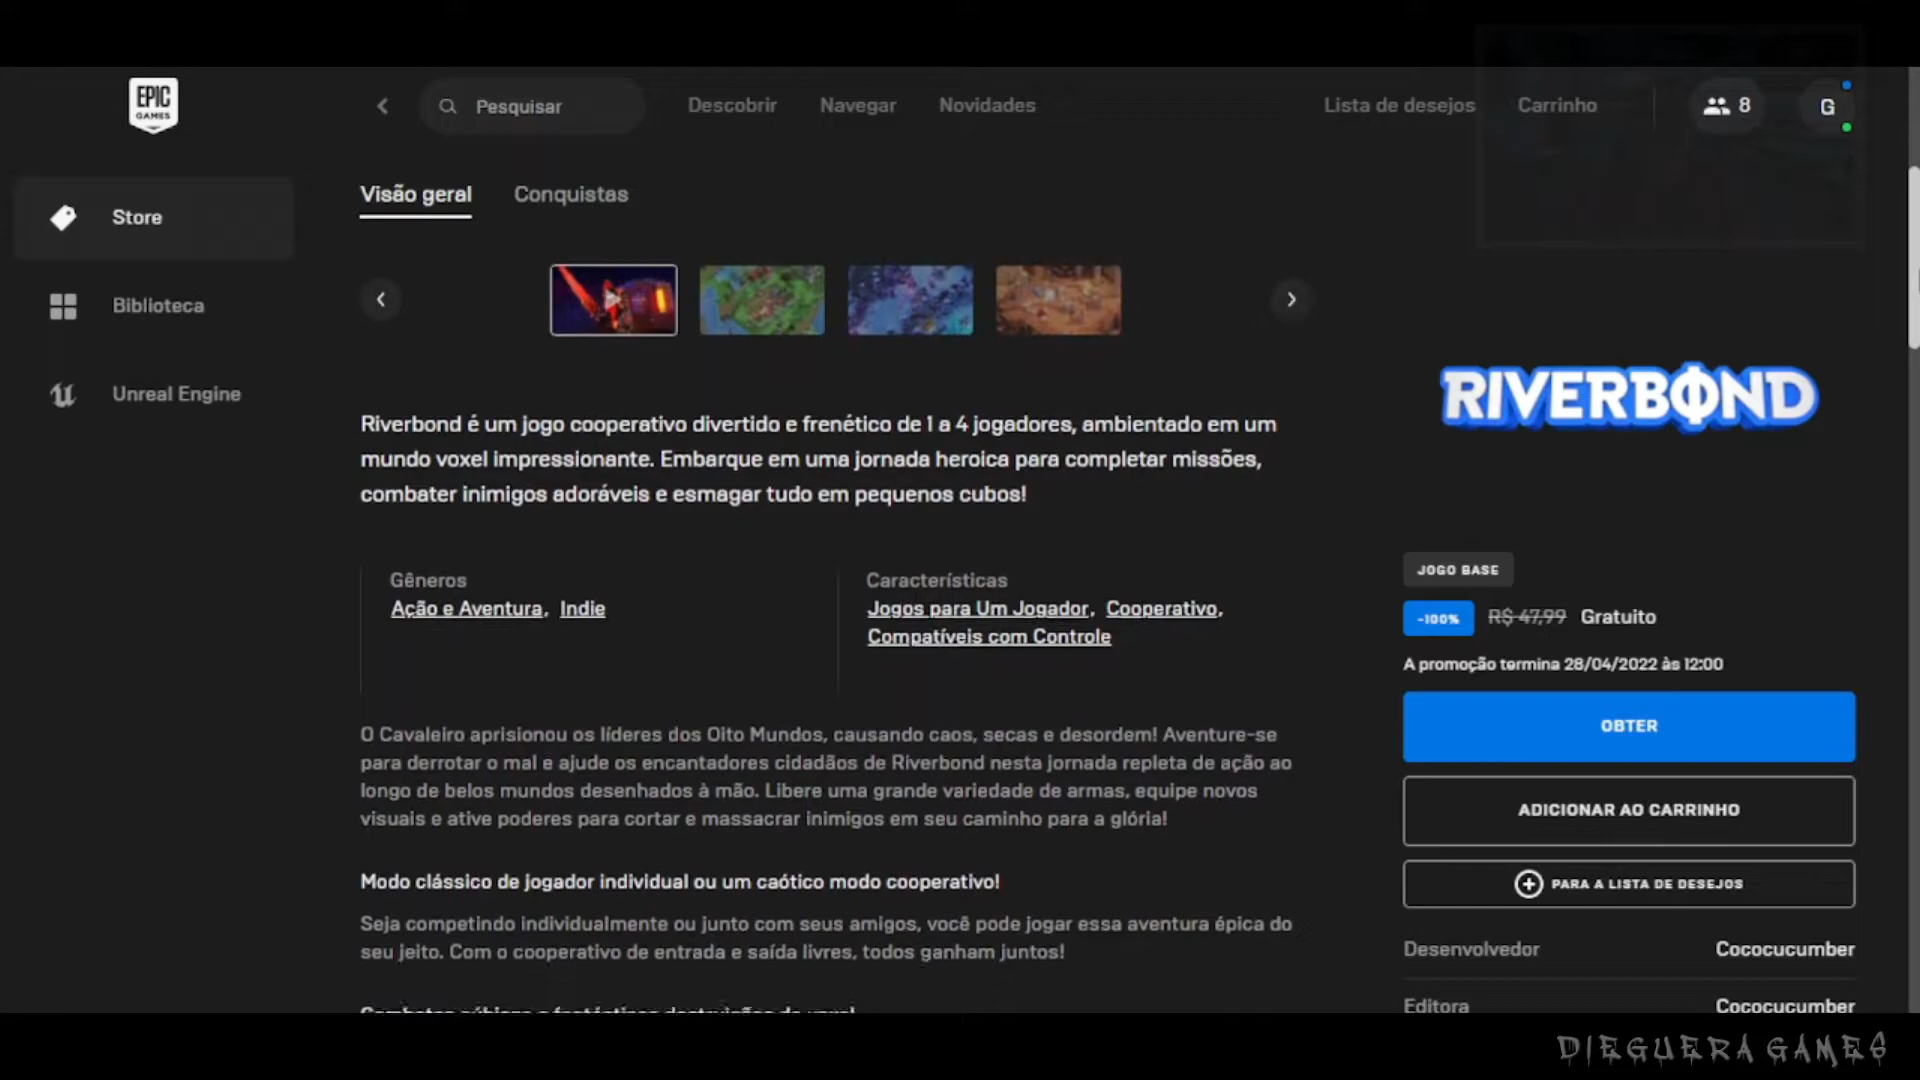 EPIC
GAMES
Pesquisar
Descobrir
Navegar
Novidades
Lista de desejos
Carrinho
8
G
Store
Biblioteca
Unreal Engine
Visão geral
Conquistas
RIVERBOND
Riverbond é um jogo cooperativo divertido e frenético de 1 a 4 jogadores, ambientado em um
mundo voxel impressionante. Embarque em uma jornada heroica para completar missões,
combater inimigos adoráveis e esmagar tudo em pequenos cubos!
Gêneros
Ação e Aventura, Indie
Características
Jogos para Um Jogador, Cooperativo,
Compatíveis com Controle
O Cavaleiro aprisionou os líderes dos Oito Mundos, causando caos, secas e desordem! Aventure-se
para derrotar o mal e ajude os encantadores cidadãos de Riverbond nesta jornada repleta de ação ao
longo de belos mundos desenhados à mão. Libere uma grande variedade de armas, equipe novos
visuais e ative poderes para cortar e massacrar inimigos em seu caminho para a glória!
Modo clássico de jogador individual ou um caótico modo cooperativo!
Seja competindo individualmente ou junto com seus amigos, você pode jogar essa aventura épica do
seu jeito. Com o cooperativo de entrada e saída livres, todos ganham juntos!
JOGO BASE
-100% R$ 47,99 Gratuito
A promoção termina 28/04/2022 às 12:00
OBTER
ADICIONAR AO CARRINHO
PARA A LISTA DE DESEJOS
Desenvolvedor Cococucumber
Editora Cococucumber
DIEGUERA GAMES